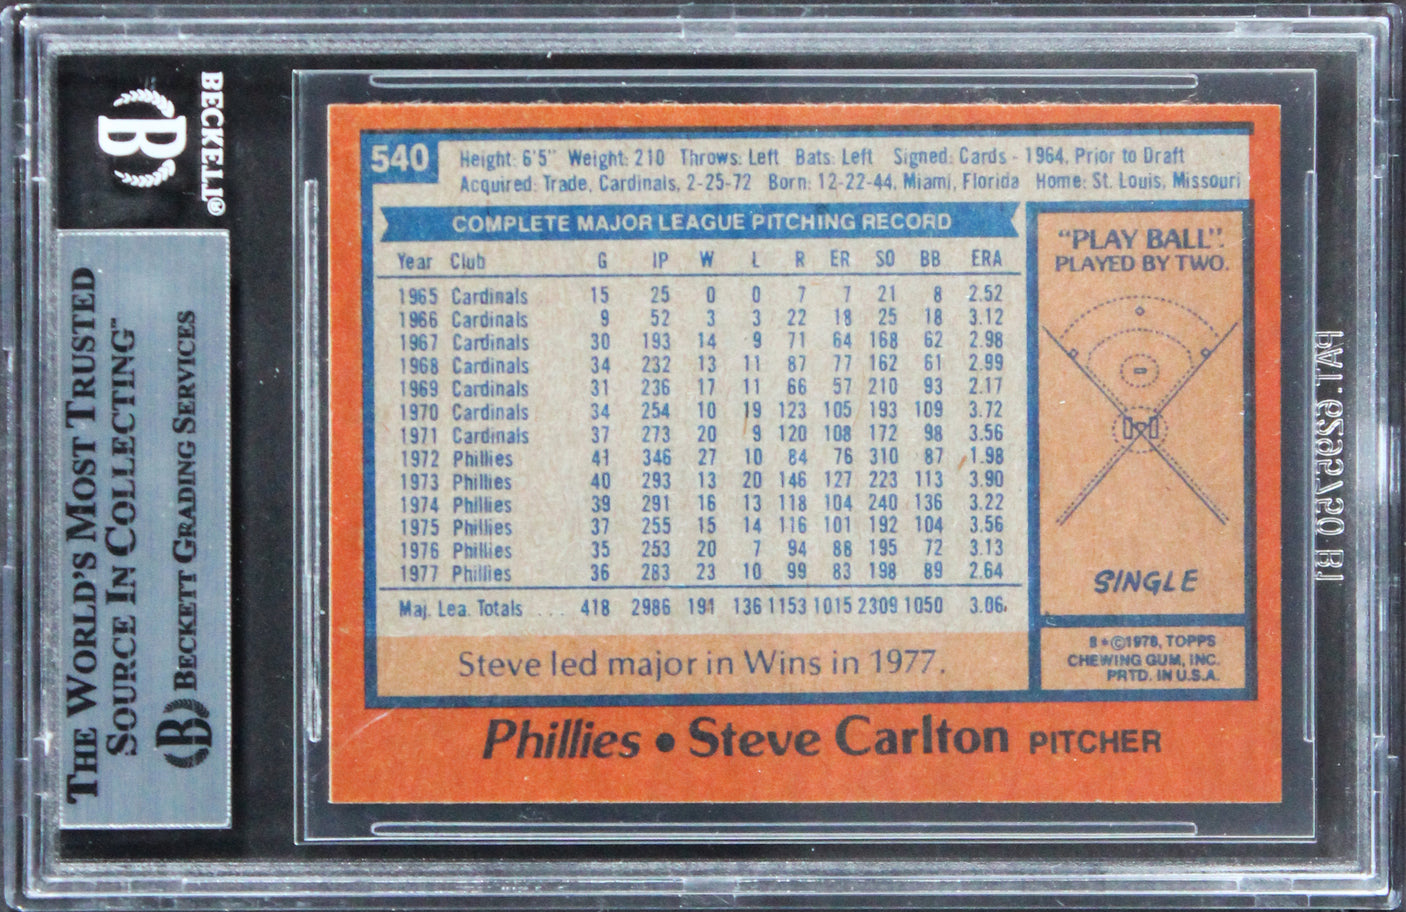 BECKETT®
B
THE WORLD'S MOST TRUSTED
SOURCE IN COLLECTING™
B BECKETT GRADING SERVICES
540
Height: 6'5" Weight: 210 Throws: Left Bats: Left Signed: Cards - 1964, Prior to Draft
Acquired: Trade, Cardinals, 2-25-72 Born: 12-22-44, Miami, Florida Home: St. Louis, Missouri
COMPLETE MAJOR LEAGUE PITCHING RECORD
Year Club G IP W L R ER SO BB ERA
1965 Cardinals 15 25 0 0 7 7 21 8 2.52
1966 Cardinals 9 52 3 3 22 18 25 18 3.12
1967 Cardinals 30 193 14 9 71 64 168 62 2.98
1968 Cardinals 34 232 13 11 87 77 162 61 2.99
1969 Cardinals 31 236 17 11 66 57 210 93 2.17
1970 Cardinals 34 254 10 19 123 105 193 109 3.72
1971 Cardinals 37 273 20 9 120 108 172 98 3.56
1972 Phillies 41 346 27 10 84 76 310 87 1.98
1973 Phillies 40 293 13 20 146 127 223 113 3.90
1974 Phillies 39 291 16 13 118 104 240 136 3.22
1975 Phillies 37 255 15 14 116 101 192 104 3.56
1976 Phillies 35 253 20 7 94 88 195 72 3.13
1977 Phillies 36 283 23 10 99 83 198 89 2.64
Maj. Lea. Totals .... 418 2986 191 136 1153 1015 2309 1050 3.06
Steve led major in Wins in 1977.
"PLAY BALL"
PLAYED BY TWO.
SINGLE
8 * ©1978, TOPPS
CHEWING GUM, INC.
PRTD. IN U.S.A.
Phillies • Steve Carlton PITCHER